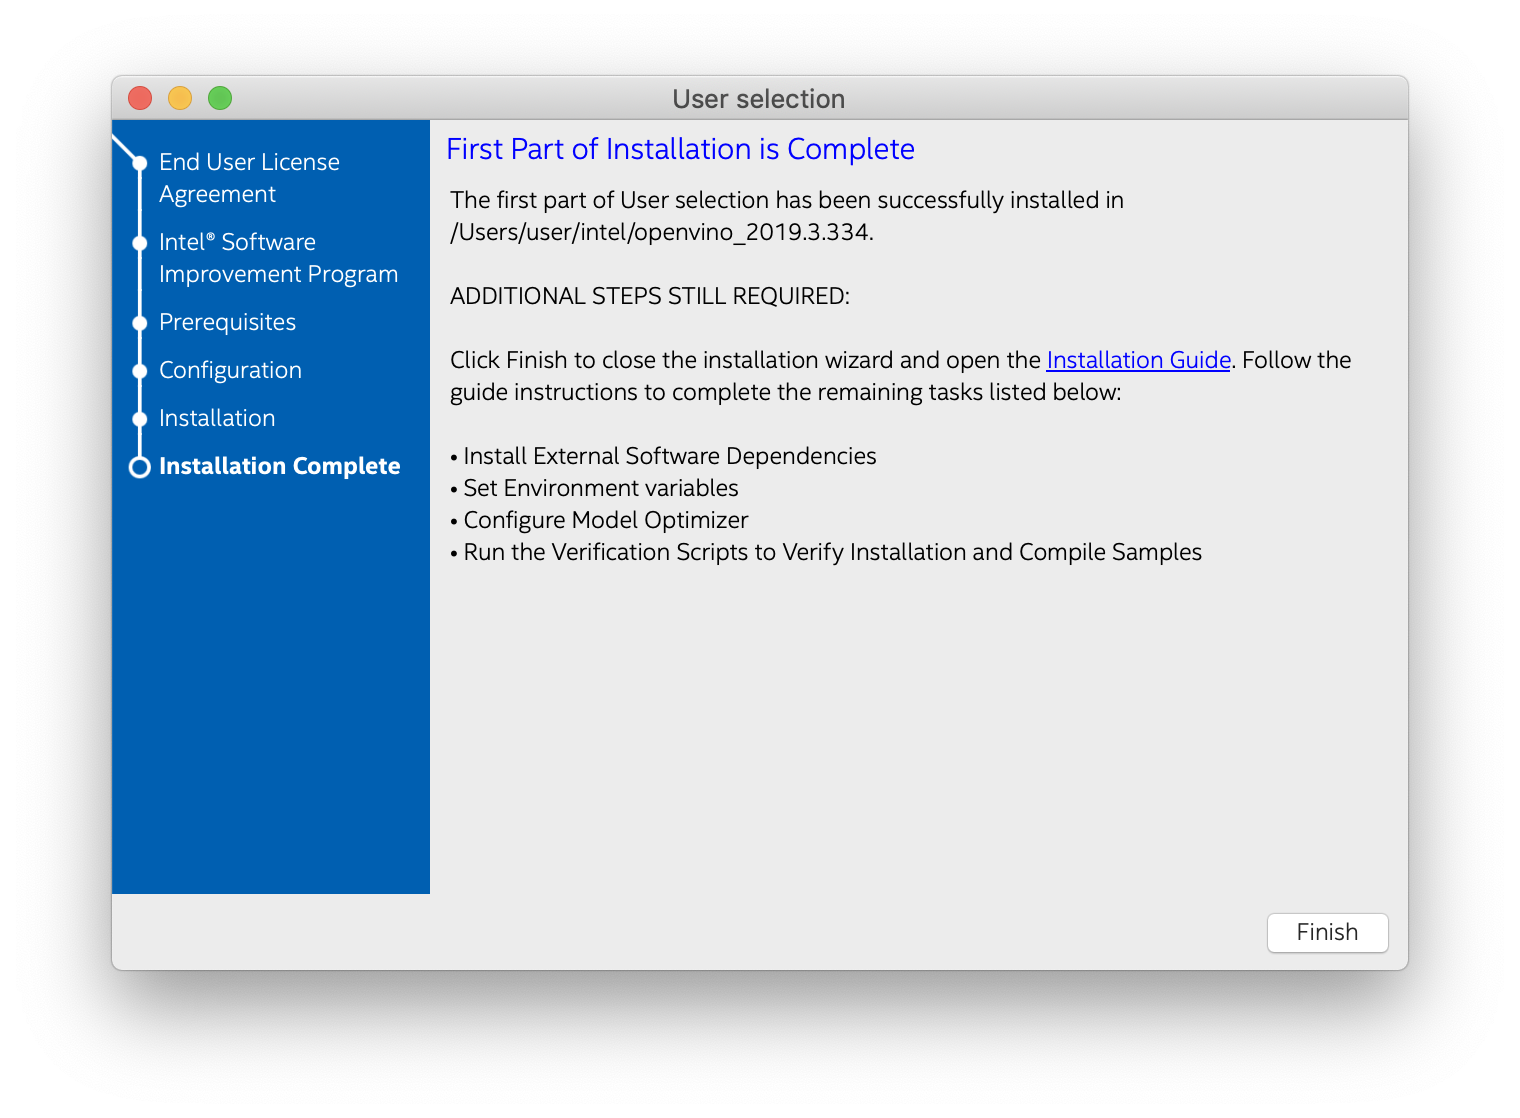 User selection
End User License
Agreement
Intel® Software
Improvement Program
Prerequisites
Configuration
Installation
Installation Complete
First Part of Installation is Complete
The first part of User selection has been successfully installed in
/Users/user/intel/openvino_2019.3.334.
ADDITIONAL STEPS STILL REQUIRED:
Click Finish to close the installation wizard and open the Installation Guide. Follow the
guide instructions to complete the remaining tasks listed below:
• Install External Software Dependencies
• Set Environment variables
• Configure Model Optimizer
• Run the Verification Scripts to Verify Installation and Compile Samples
Finish